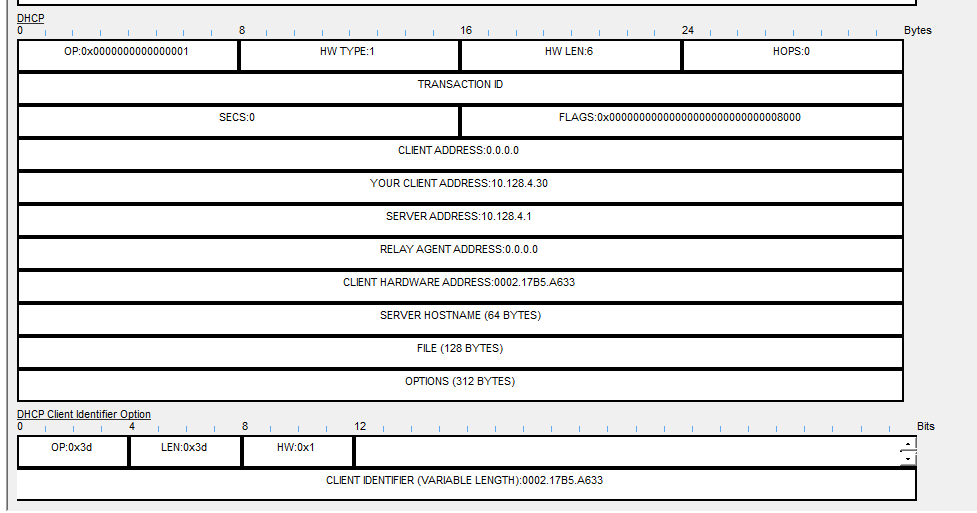 DHCP
0 8 16 24 Bytes
OP:0x0000000000000001 HW TYPE:1 HW LEN:6 HOPS:0
TRANSACTION ID
SECS:0 FLAGS:0x00000000000000000000000000008000
CLIENT ADDRESS:0.0.0.0
YOUR CLIENT ADDRESS:10.128.4.30
SERVER ADDRESS:10.128.4.1
RELAY AGENT ADDRESS:0.0.0.0
CLIENT HARDWARE ADDRESS:0002.17B5.A633
SERVER HOSTNAME (64 BYTES)
FILE (128 BYTES)
OPTIONS (312 BYTES)
DHCP Client Identifier Option
0 4 8 12 Bits
OP:0x3d LEN:0x3d HW:0x1
CLIENT IDENTIFIER (VARIABLE LENGTH):0002.17B5.A633